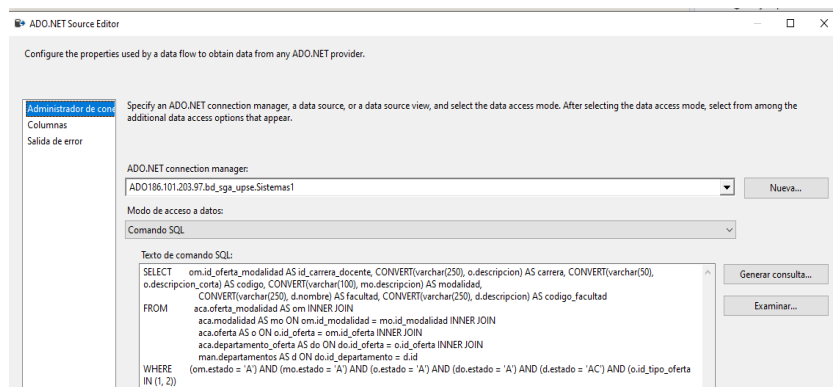 ADO.NET Source Editor
Configure the properties used by a data flow to obtain data from any ADO.NET provider.
Administrador de cone
Columnas
Salida de error
Specify an ADO.NET connection manager, a data source, or a data source view, and select the data access mode. After selecting the data access mode, select from among the
additional data access options that appear.
ADO.NET connection manager:
ADO186.101.203.97.bd_sga_upse.Sistemas1
Nueva...
Modo de acceso a datos:
Comando SQL
Texto de comando SQL:
SELECT om.id_oferta_modalidad AS id_carrera_docente, CONVERT(varchar(250), o.descripcion) AS carrera, CONVERT(varchar(50),
o.descripcion_corta) AS codigo, CONVERT(varchar(100), mo.descripcion) AS modalidad,
CONVERT(varchar(250), d.nombre) AS facultad, CONVERT(varchar(250), d.descripcion) AS codigo_facultad
FROM aca.oferta_modalidad AS om INNER JOIN
aca.modalidad AS mo ON om.id_modalidad = mo.id_modalidad INNER JOIN
aca.oferta AS o ON o.id_oferta = om.id_oferta INNER JOIN
aca.departamento_oferta AS do ON do.id_oferta = o.id_oferta INNER JOIN
man.departamentos AS d ON do.id_departamento = d.id
WHERE (om.estado = 'A') AND (mo.estado = 'A') AND (o.estado = 'A') AND (do.estado = 'A') AND (d.estado = 'AC') AND (o.id_tipo_oferta
IN (1, 2))
Generar consulta...
Examinar...